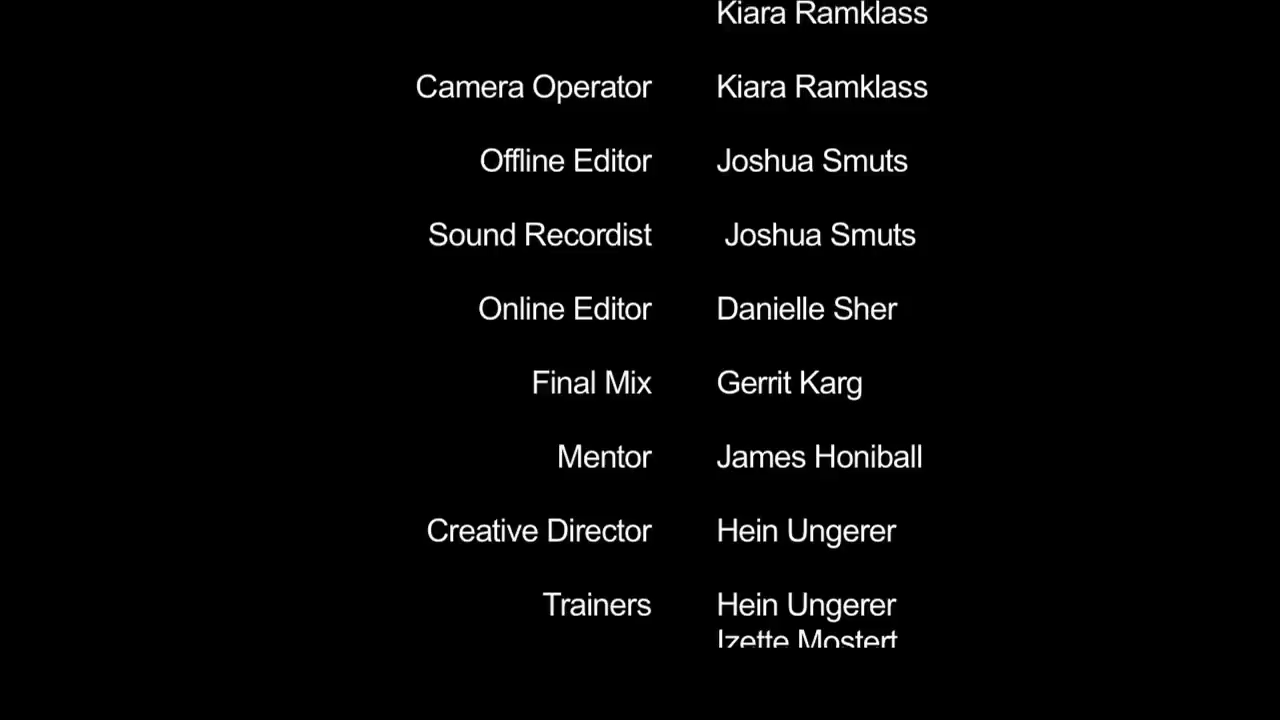 Kiara Ramklass
Camera Operator Kiara Ramklass
Offline Editor Joshua Smuts
Sound Recordist Joshua Smuts
Online Editor Danielle Sher
Final Mix Gerrit Karg
Mentor James Honiball
Creative Director Hein Ungerer
Trainers Hein Ungerer
Izette Mostert